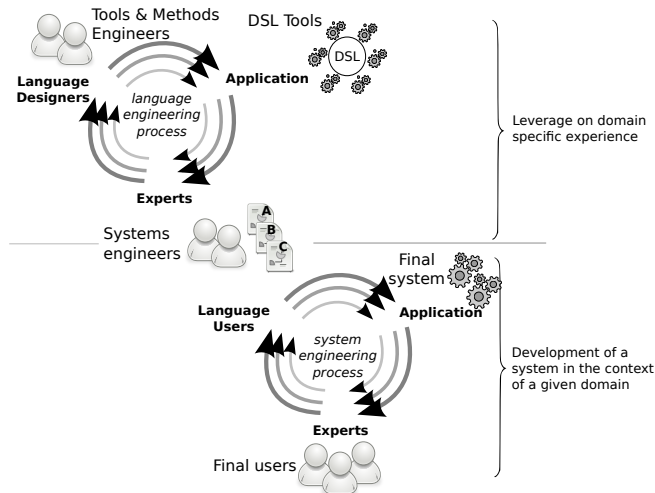 Tools & Methods
Engineers
DSL Tools
DSL
Language
Designers
Application
language
engineering
process
Experts
Leverage on domain
specific experience
A
B
C
Systems
engineers
Final
system
Language
Users
Application
system
engineering
process
Experts
Development of a
system in the context
of a given domain
Final users